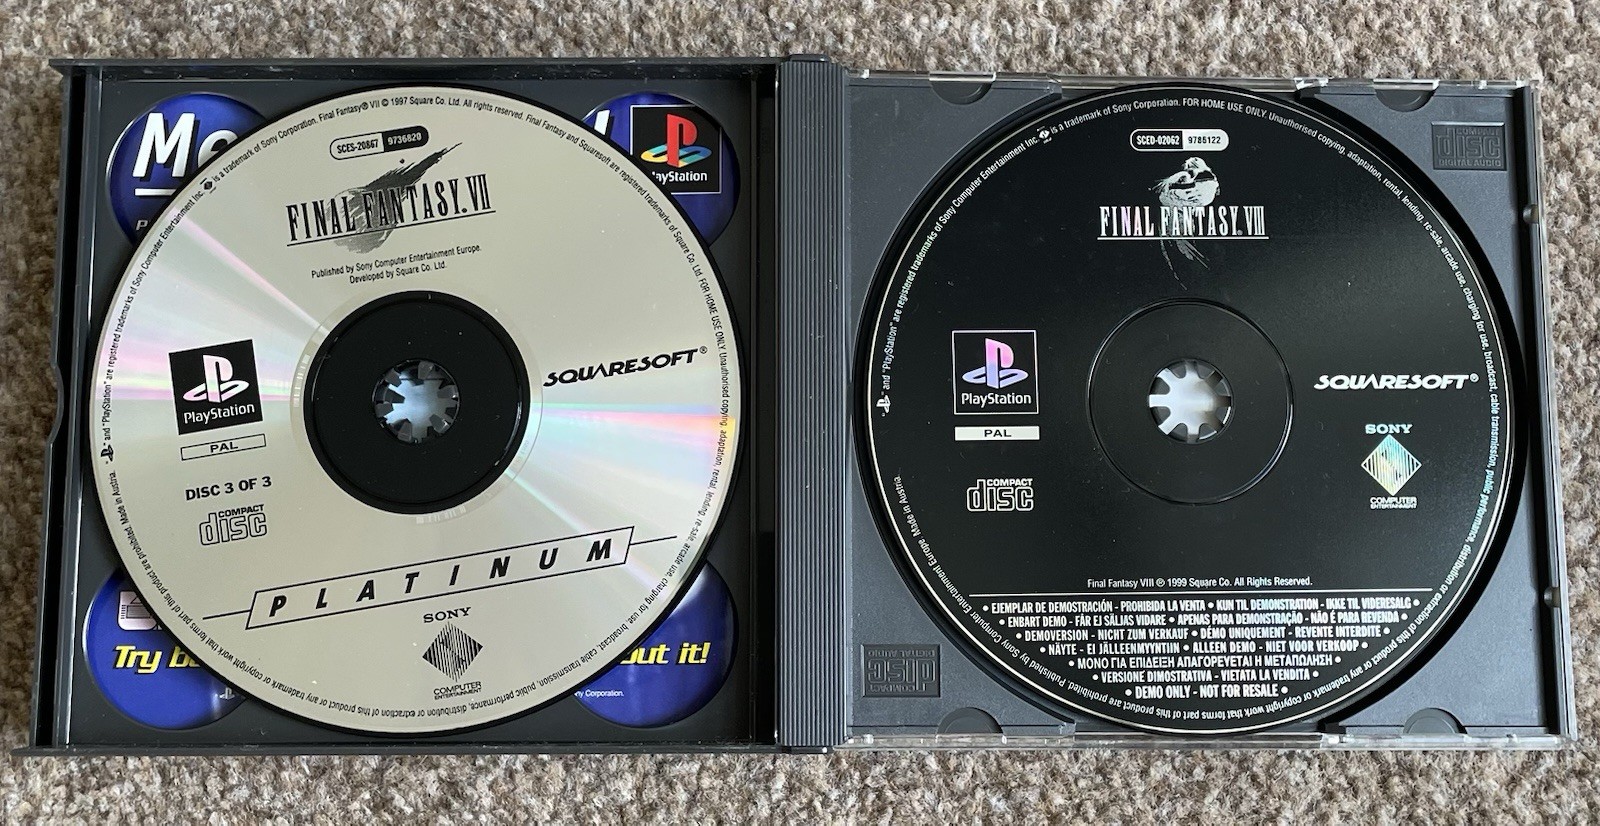 Me
PlayStation
Try b
out it!
ny Corporation.
is a trademark of Sony Computer Entertainment Inc.
and "PlayStation" are registered trademarks of Sony Corporation. Final Fantasy® VII © 1997 Square Co. Ltd. All rights reserved. Final Fantasy and Squaresoft are registered trademarks of Square Co. Ltd. FOR HOME USE ONLY. Unauthorised copying, adaptation, rental, lending, re-sale, arcade use, charging for use, broadcast, cable transmission, public performance, distribution or extraction of this product or any trademark or copyright work that forms part of this product are prohibited. Made in Austria.
SCES-20867 9736820
FINAL FANTASY. VII
Published by Sony Computer Entertainment Europe.
Developed by Square Co. Ltd.
SQUARESOFT®
PlayStation
PAL
DISC 3 OF 3
COMPACT
disc
PLATINUM
SONY
COMPUTER
ENTERTAINMENT
COMPACT
disc
DIGITAL AUDIO
and "PlayStation" are registered trademarks of Sony Computer Entertainment Inc. is a trademark of Sony Corporation. FOR HOME USE ONLY. Unauthorised copying, adaptation, rental, lending, re-sale, arcade use, charging for use, broadcast, cable transmission, public performance, distribution or extraction of this product or any trademark or copyright work that forms part of this product are prohibited. Published by Sony Computer Entertainment Europe. Made in Austria.
SCED-02062 9785122
FINAL FANTASY. VIII
PlayStation
PAL
SQUARESOFT®
SONY
COMPUTER
ENTERTAINMENT
COMPACT
disc
Final Fantasy VIII ℗ 1999 Square Co. All Rights Reserved.
• EJEMPLAR DE DEMOSTRACIÓN - PROHIBIDA LA VENTA • KUN TIL DEMONSTRATION - IKKE TIL VIDERESALG •
ENBART DEMO - FÅR EJ SÄLJAS VIDARE • APENAS PARA DEMONSTRAÇÃO - NÃO É PARA REVENDA •
DEMOVERSION - NICHT ZUM VERKAUF • DÉMO UNIQUEMENT - REVENTE INTERDITE •
NÄYTE - EI JÄLLEENMYYNTIIN • ALLEEN DEMO - NIET VOOR VERKOOP •
• ΜΟΝΟ ΓΙΑ ΕΠΙΔΕΙΞΗ ΑΠΑΓΟΡΕΥΕΤΑΙ Η ΜΕΤΑΠΩΛΗΣΗ •
• VERSIONE DIMOSTRATIVA - VIETATA LA VENDITA •
• DEMO ONLY - NOT FOR RESALE •
COMPACT
disc
DIGITAL AUDIO